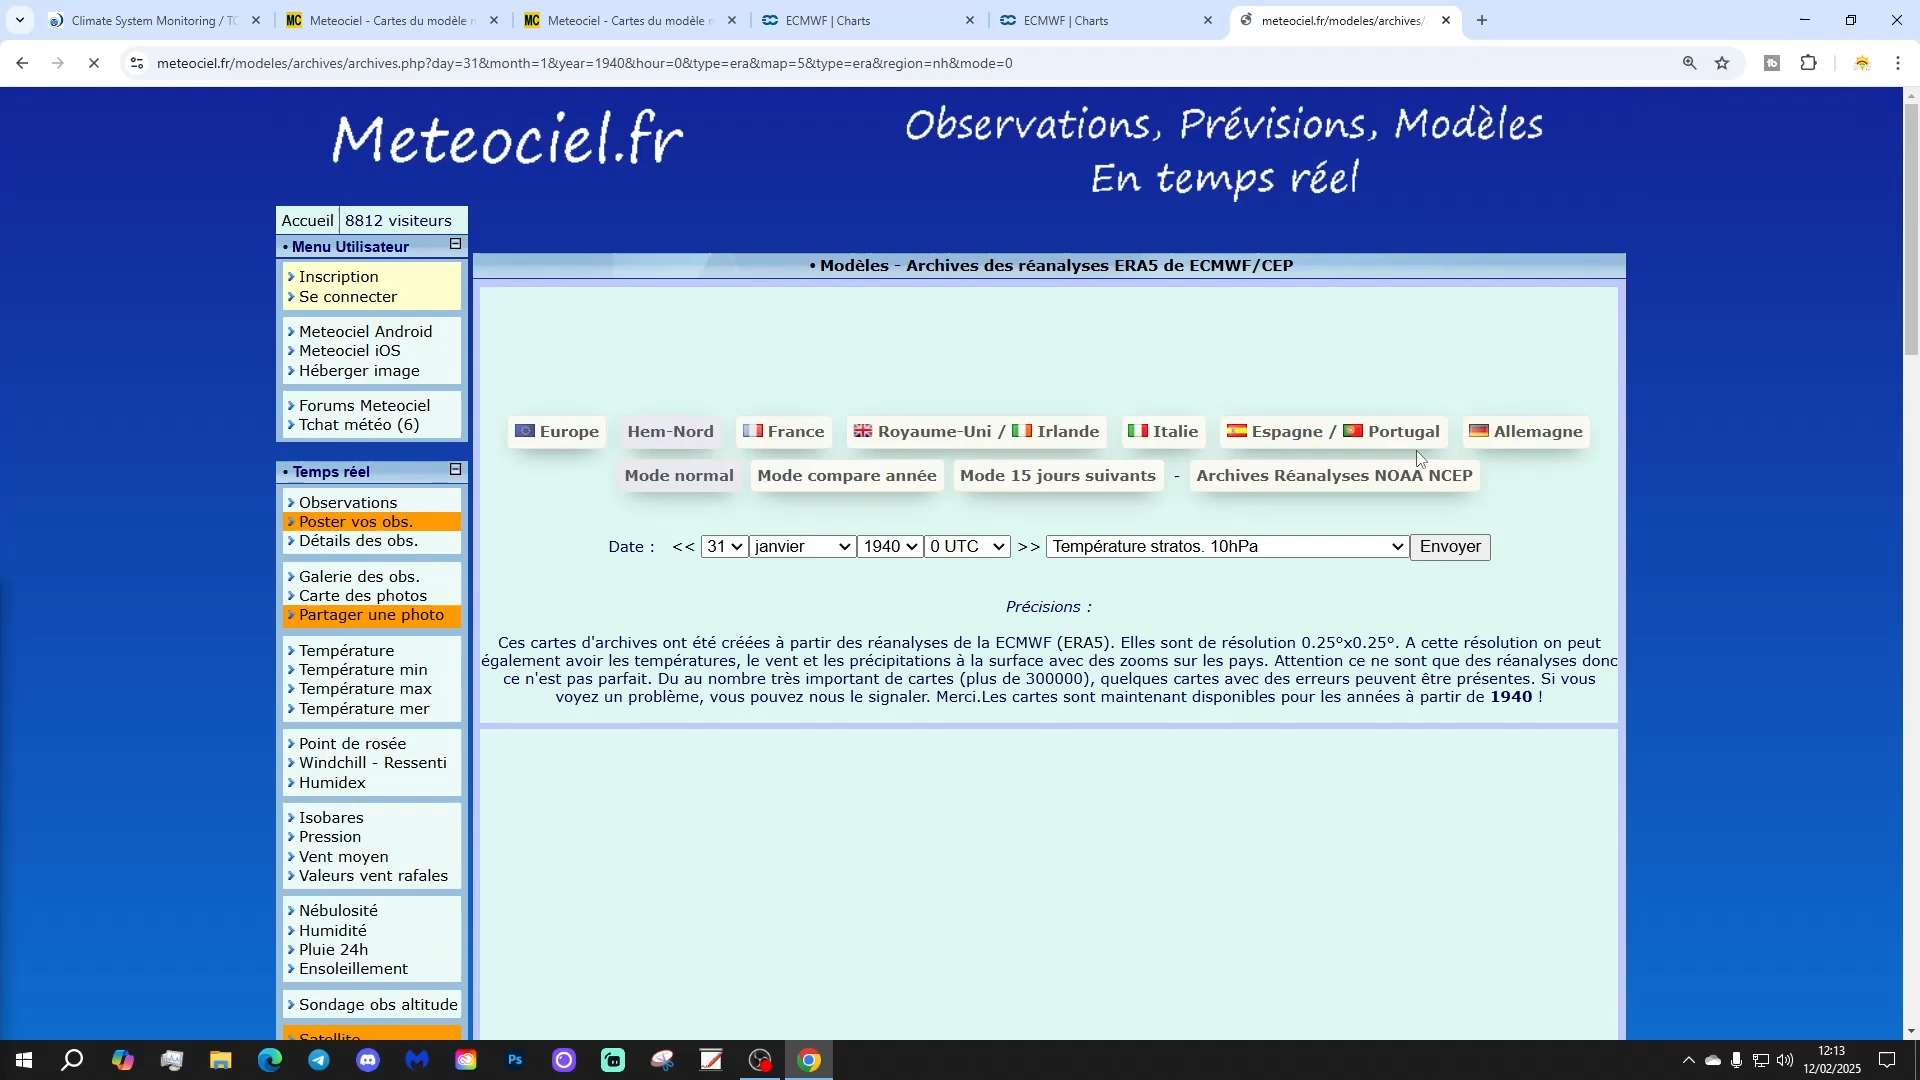 Climate System Monitoring / TC
Meteociel - Cartes du modèle n
Meteociel - Cartes du modèle n
ECMWF | Charts
ECMWF | Charts
meteociel.fr/modeles/archives/
meteociel.fr/modeles/archives/archives.php?day=31&month=1&year=1940&hour=0&type=era&map=5&type=era&region=nh&mode=0
Meteociel.fr
Observations, Prévisions, Modèles
En temps réel
Accueil
8812 visiteurs
• Menu Utilisateur
Inscription
Se connecter
Meteociel Android
Meteociel iOS
Héberger image
Forums Meteociel
Tchat météo (6)
• Temps réel
Observations
Poster vos obs.
Détails des obs.
Galerie des obs.
Carte des photos
Partager une photo
Température
Température min
Température max
Température mer
Point de rosée
Windchill - Ressenti
Humidex
Isobares
Pression
Vent moyen
Valeurs vent rafales
Nébulosité
Humidité
Pluie 24h
Ensoleillement
Sondage obs altitude
Satellite
• Modèles - Archives des réanalyses ERA5 de ECMWF/CEP
Europe Hem-Nord France Royaume-Uni / Irlande Italie Espagne / Portugal Allemagne
Mode normal Mode compare année Mode 15 jours suivants - Archives Réanalyses NOAA NCEP
Date : << 31 janvier 1940 0 UTC >> Température stratos. 10hPa Envoyer
Précisions :
Ces cartes d'archives ont été créées à partir des réanalyses de la ECMWF (ERA5). Elles sont de résolution 0.25°x0.25°. A cette résolution on peut
également avoir les températures, le vent et les précipitations à la surface avec des zooms sur les pays. Attention ce ne sont que des réanalyses donc
ce n'est pas parfait. Du au nombre très important de cartes (plus de 300000), quelques cartes avec des erreurs peuvent être présentes. Si vous
voyez un problème, vous pouvez nous le signaler. Merci.Les cartes sont maintenant disponibles pour les années à partir de 1940 !
Ps
12:13
12/02/2025